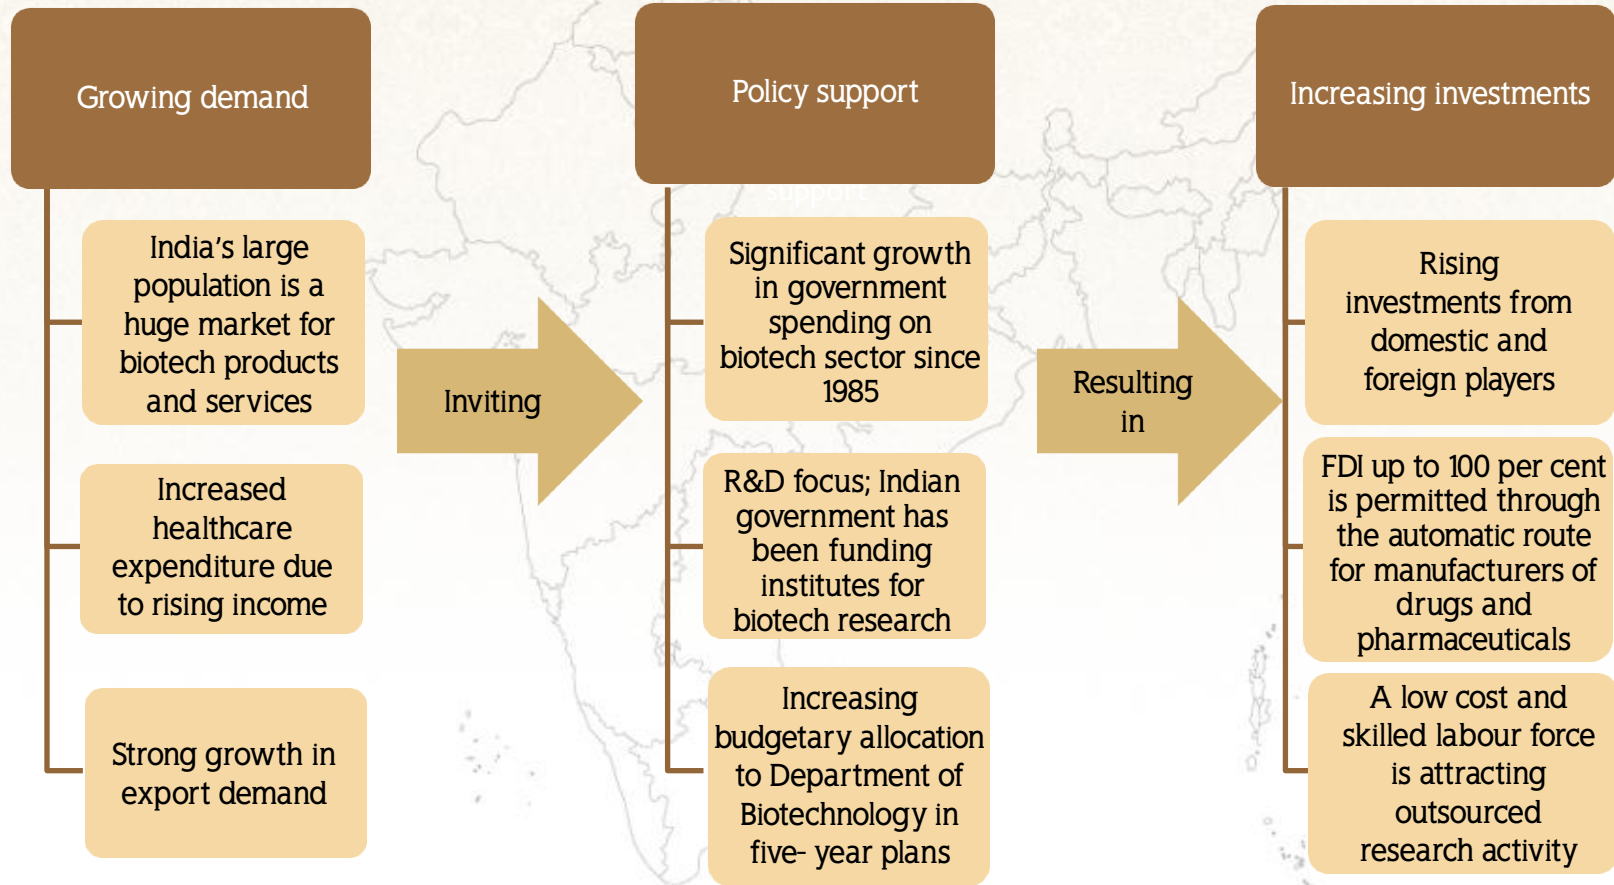 Growing demand
India's large
population is a
huge market for
biotech products
and services
Increased
healthcare
expenditure due
to rising income
Strong growth in
export demand
Inviting
Policy support
support
Significant growth
in government
spending on
biotech sector since
1985
R&D focus; Indian
government has
been funding
institutes for
biotech research
Increasing
budgetary allocation
to Department of
Biotechnology in
five- year plans
Resulting
in
Increasing investments
Rising
investments from
domestic and
foreign players
FDI up to 100 per cent
is permitted through
the automatic route
for manufacturers of
drugs and
pharmaceuticals
A low cost and
skilled labour force
is attracting
outsourced
research activity